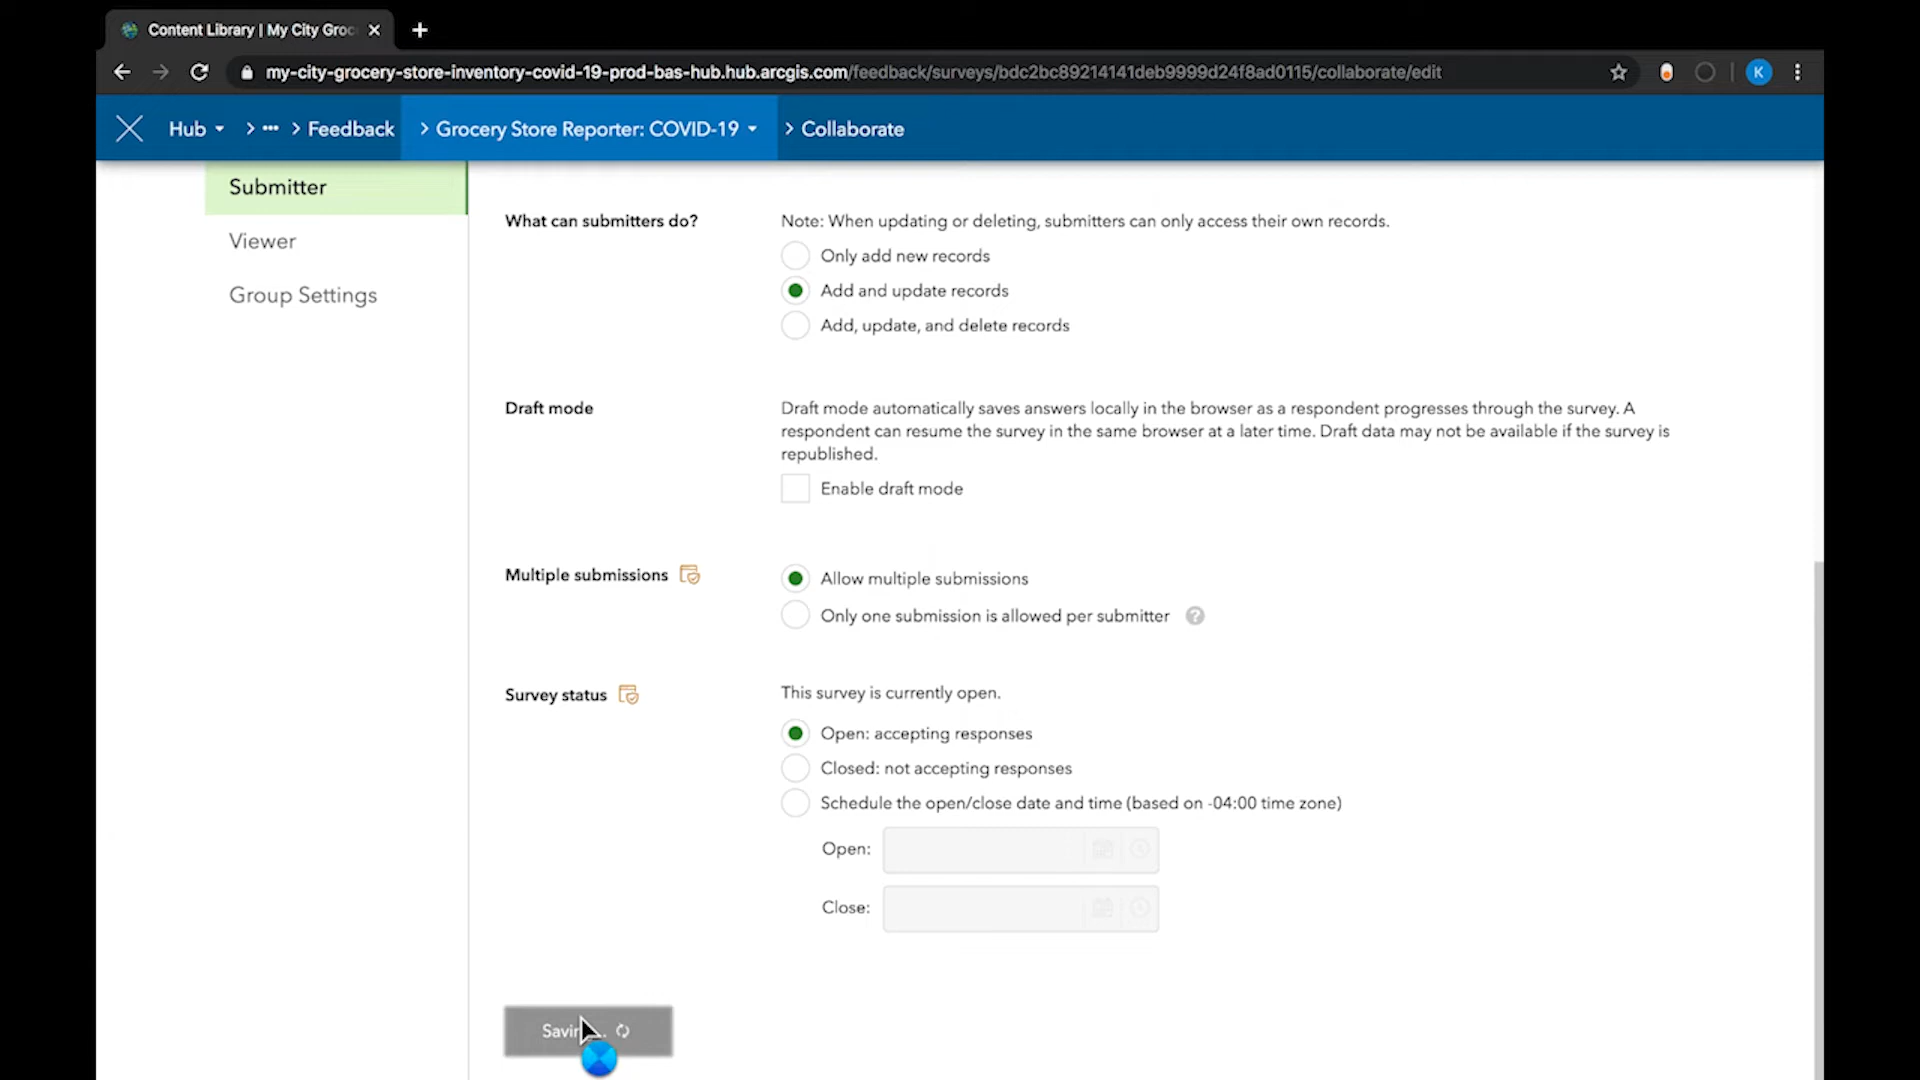 Content Library | My City Groc
my-city-grocery-store-inventory-covid-19-prod-bas-hub.hub.arcgis.com/feedback/surveys/bdc2bc89214141deb9999d24f8ad0115/collaborate/edit
K
Hub > ••• > Feedback > Grocery Store Reporter: COVID-19 > Collaborate
Submitter
Viewer
Group Settings
What can submitters do?
Note: When updating or deleting, submitters can only access their own records.
Only add new records
Add and update records
Add, update, and delete records
Draft mode
Draft mode automatically saves answers locally in the browser as a respondent progresses through the survey. A
respondent can resume the survey in the same browser at a later time. Draft data may not be available if the survey is
republished.
Enable draft mode
Multiple submissions
Allow multiple submissions
Only one submission is allowed per submitter ?
Survey status
This survey is currently open.
Open: accepting responses
Closed: not accepting responses
Schedule the open/close date and time (based on -04:00 time zone)
Open:
Close: